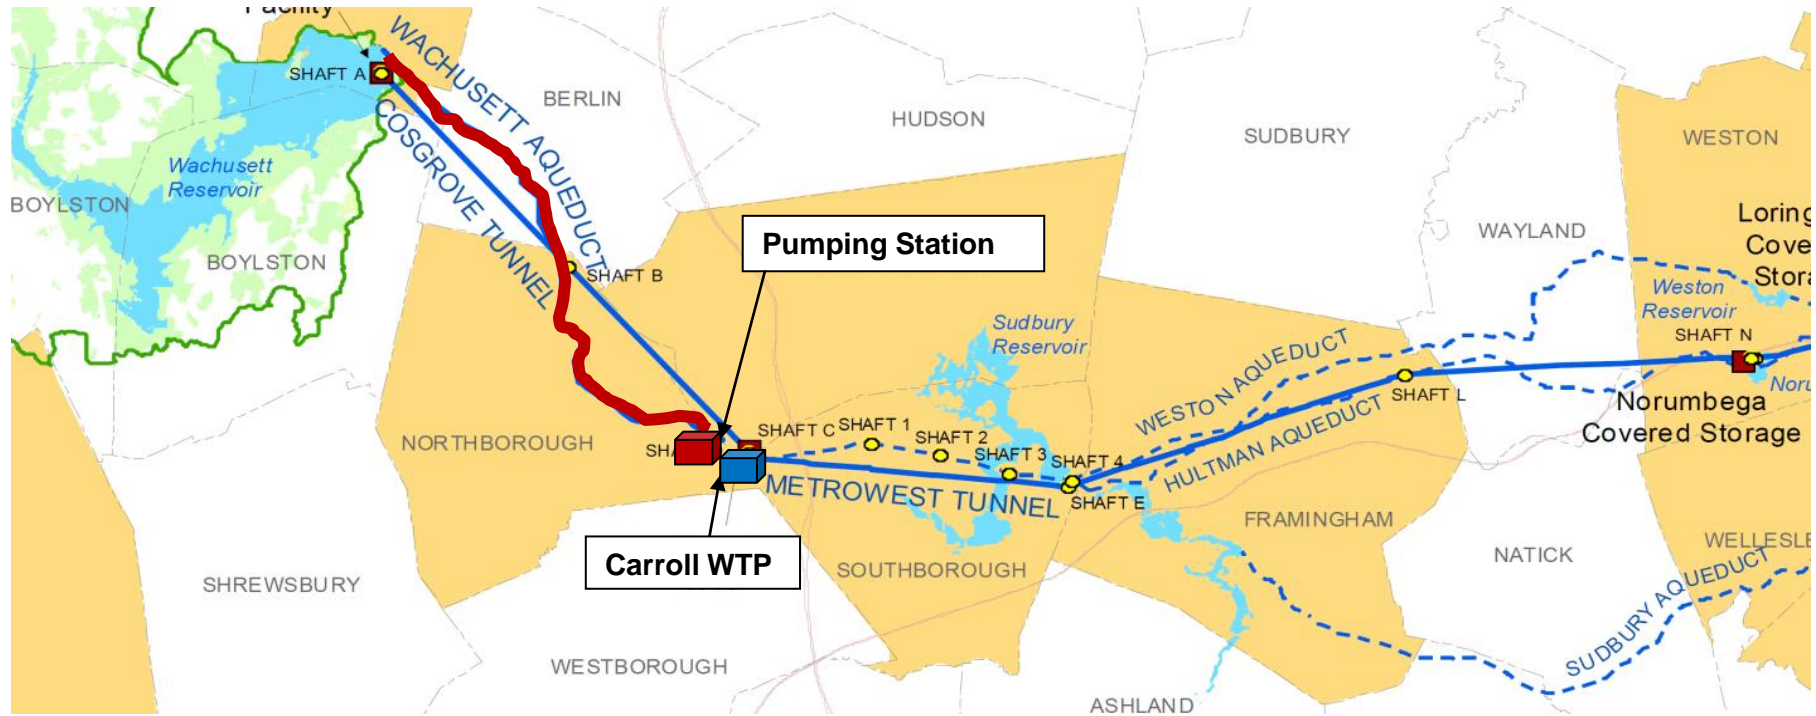 Facility
SHAFT A
WACHUSETT AQUEDUCT
COSGROVE TUNNEL
BERLIN
HUDSON
SUDBURY
WESTON
Wachusett
Reservoir
BOYLSTON
BOYLSTON
SHAFT B
Pumping Station
WAYLAND
Weston
Reservoir
SHAFT N
Sudbury
Reservoir
WESTON AQUEDUCT
HULTMAN AQUEDUCT
SHAFT L
Norumbega
Covered Storage
NORTHBOROUGH
SHAFT C
SHAFT 1
SHAFT 2
SHAFT 3
SHAFT 4
SHAFT E
METROWEST TUNNEL
Carroll WTP
SOUTHBOROUGH
FRAMINGHAM
NATICK
SHREWSBURY
WESTBOROUGH
ASHLAND
SUDBURY AQUEDUCT